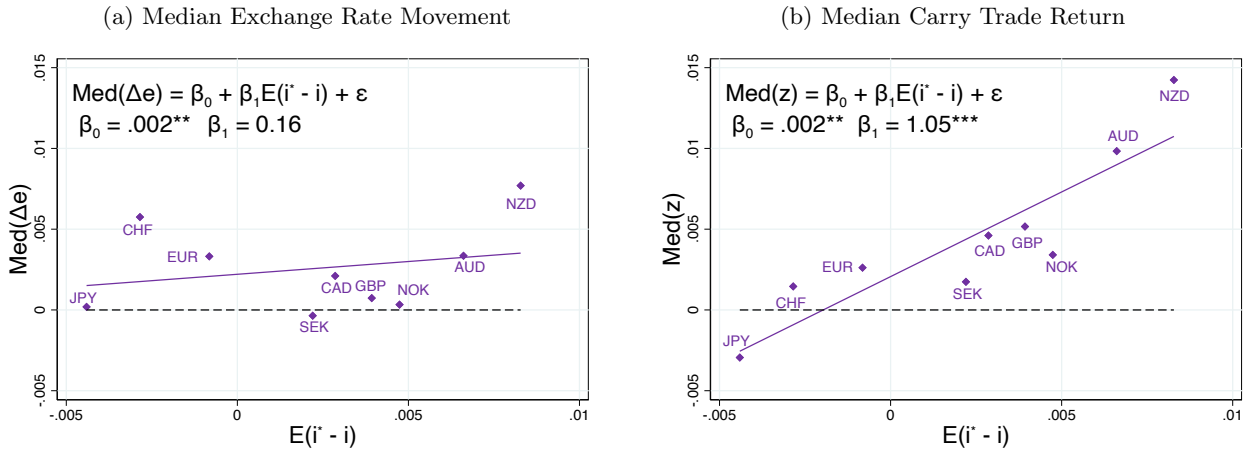 (a) Median Exchange Rate Movement
Med(Δe) = β₀ + β₁E(i* - i) + ε
β₀ = .002** β₁ = 0.16
Med(Δe)
.015
.01
.005
0
-.005
CHF
EUR
JPY
SEK
CAD
GBP
NOK
AUD
NZD
-.005 0 .005 .01
E(i* - i)
(b) Median Carry Trade Return
Med(z) = β₀ + β₁E(i* - i) + ε
β₀ = .002** β₁ = 1.05***
Med(z)
.015
.01
.005
0
-.005
JPY
CHF
EUR
SEK
CAD
GBP
NOK
AUD
NZD
-.005 0 .005 .01
E(i* - i)